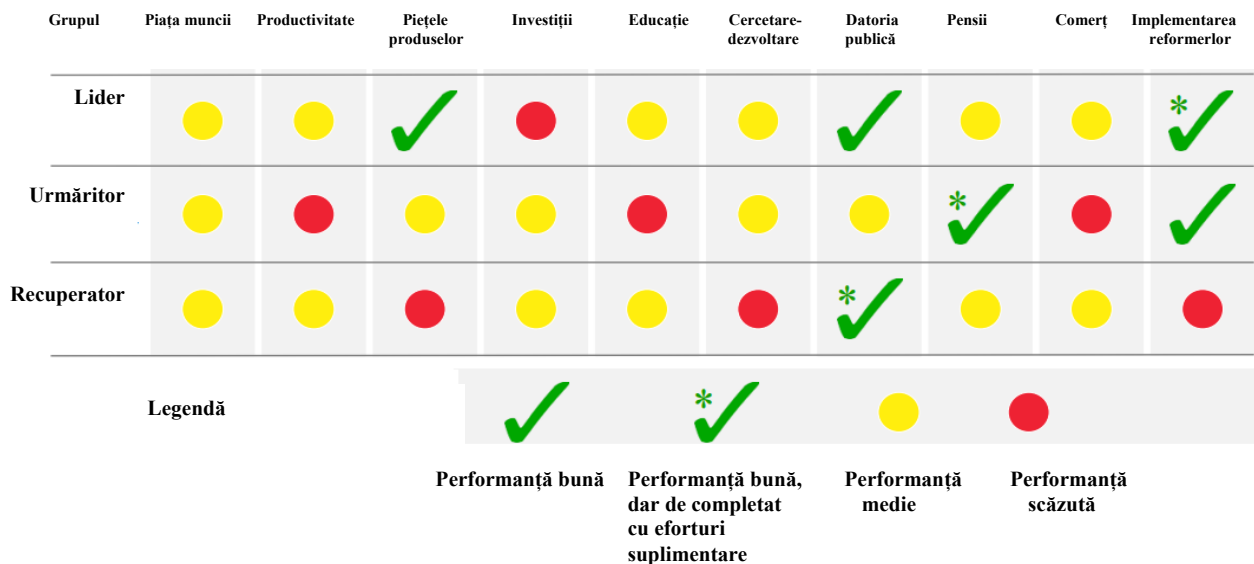 Grupul Piața muncii Productivitate Piețele produselor Investiții Educație Cercetare-dezvoltare Datoria publică Pensii Comerț Implementarea reformerlor
Lider
*
Urmăritor
*
Recuperator
*
Legendă
*
Performanță bună
Performanță bună,
dar de completat
cu eforturi
suplimentare
Performanță
medie
Performanță
scăzută